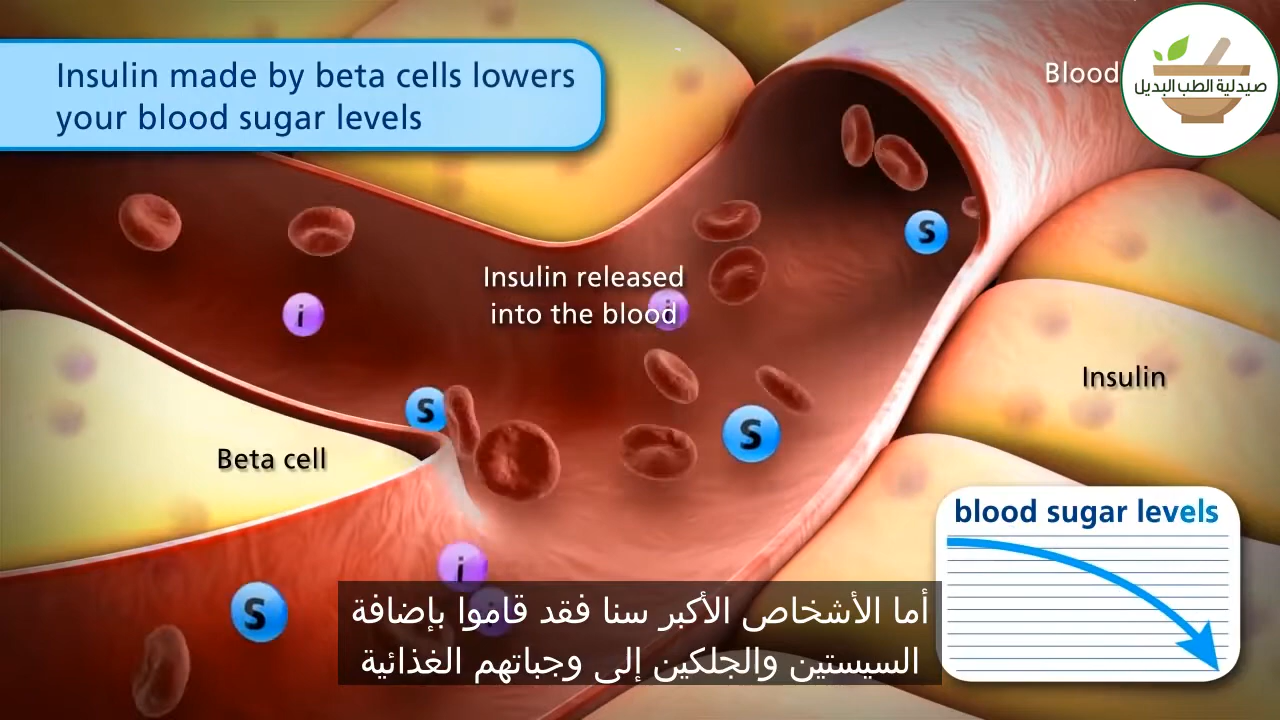 Insulin made by beta cells lowers
your blood sugar levels
Blood
صيدلية الطب البديل
S
Insulin released
into the blood
i
i
S
S
Insulin
Beta cell
blood sugar levels
i
S
أما الأشخاص الأكبر سنا فقد قاموا بإضافة
السيستين والجلكين إلى وجباتهم الغذائية